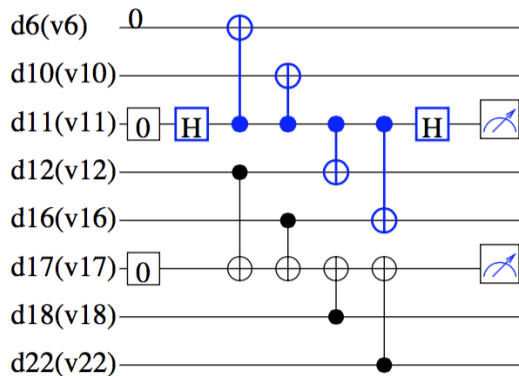 d6(v6) 0
d10(v10)
d11(v11) 0 H H
d12(v12)
d16(v16)
d17(v17) 0
d18(v18)
d22(v22)